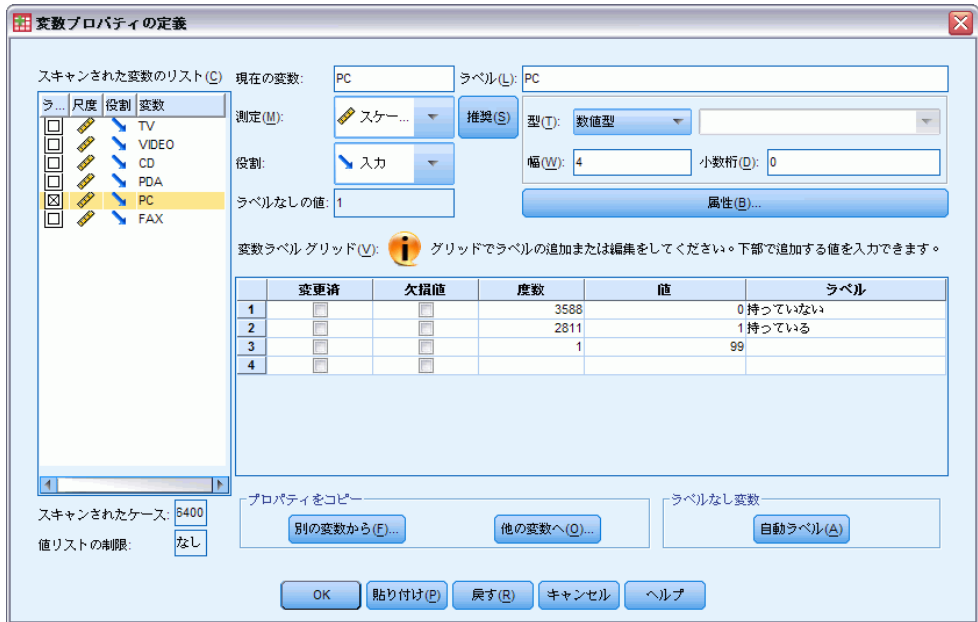 変数プロパティの定義
スキャンされた変数のリスト(C)
ラ... 尺度 役割 変数
TV
VIDEO
CD
PDA
PC
FAX
スキャンされたケース: 6400
値リストの制限: なし
現在の変数: PC
ラベル(L): PC
測定(M): スケー...
推奨(S)
型(T): 数値型
役割: 入力
幅(W): 4
小数桁(D): 0
ラベルなしの値: 1
属性(B)...
変数ラベル グリッド(V): i グリッドでラベルの追加または編集をしてください。下部で追加する値を入力できます。
変更済 欠損値 度数 値 ラベル
1 3588 0 持っていない
2 2811 1 持っている
3 1 99
4
プロパティをコピー
別の変数から(F)...
他の変数へ(O)...
ラベルなし変数
自動ラベル(A)
OK
貼り付け(P)
戻す(R)
キャンセル
ヘルプ